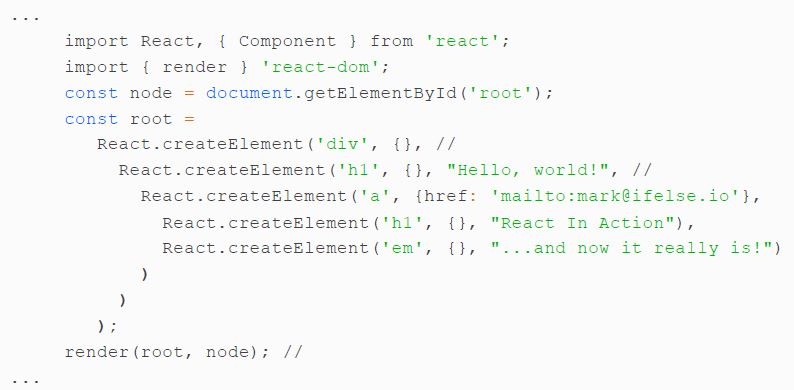 ...
import React, { Component } from 'react';
import { render } 'react-dom';
const node = document.getElementById('root');
const root =
React.createElement('div', {}, //
React.createElement('h1', {}, "Hello, world!", //
React.createElement('a', {href: 'mailto:mark@ifelse.io'},
React.createElement('h1', {}, "React In Action"),
React.createElement('em', {}, "...and now it really is!")
)
)
);
render(root, node); //
...